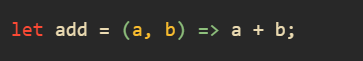 let add = (a, b) => a + b;